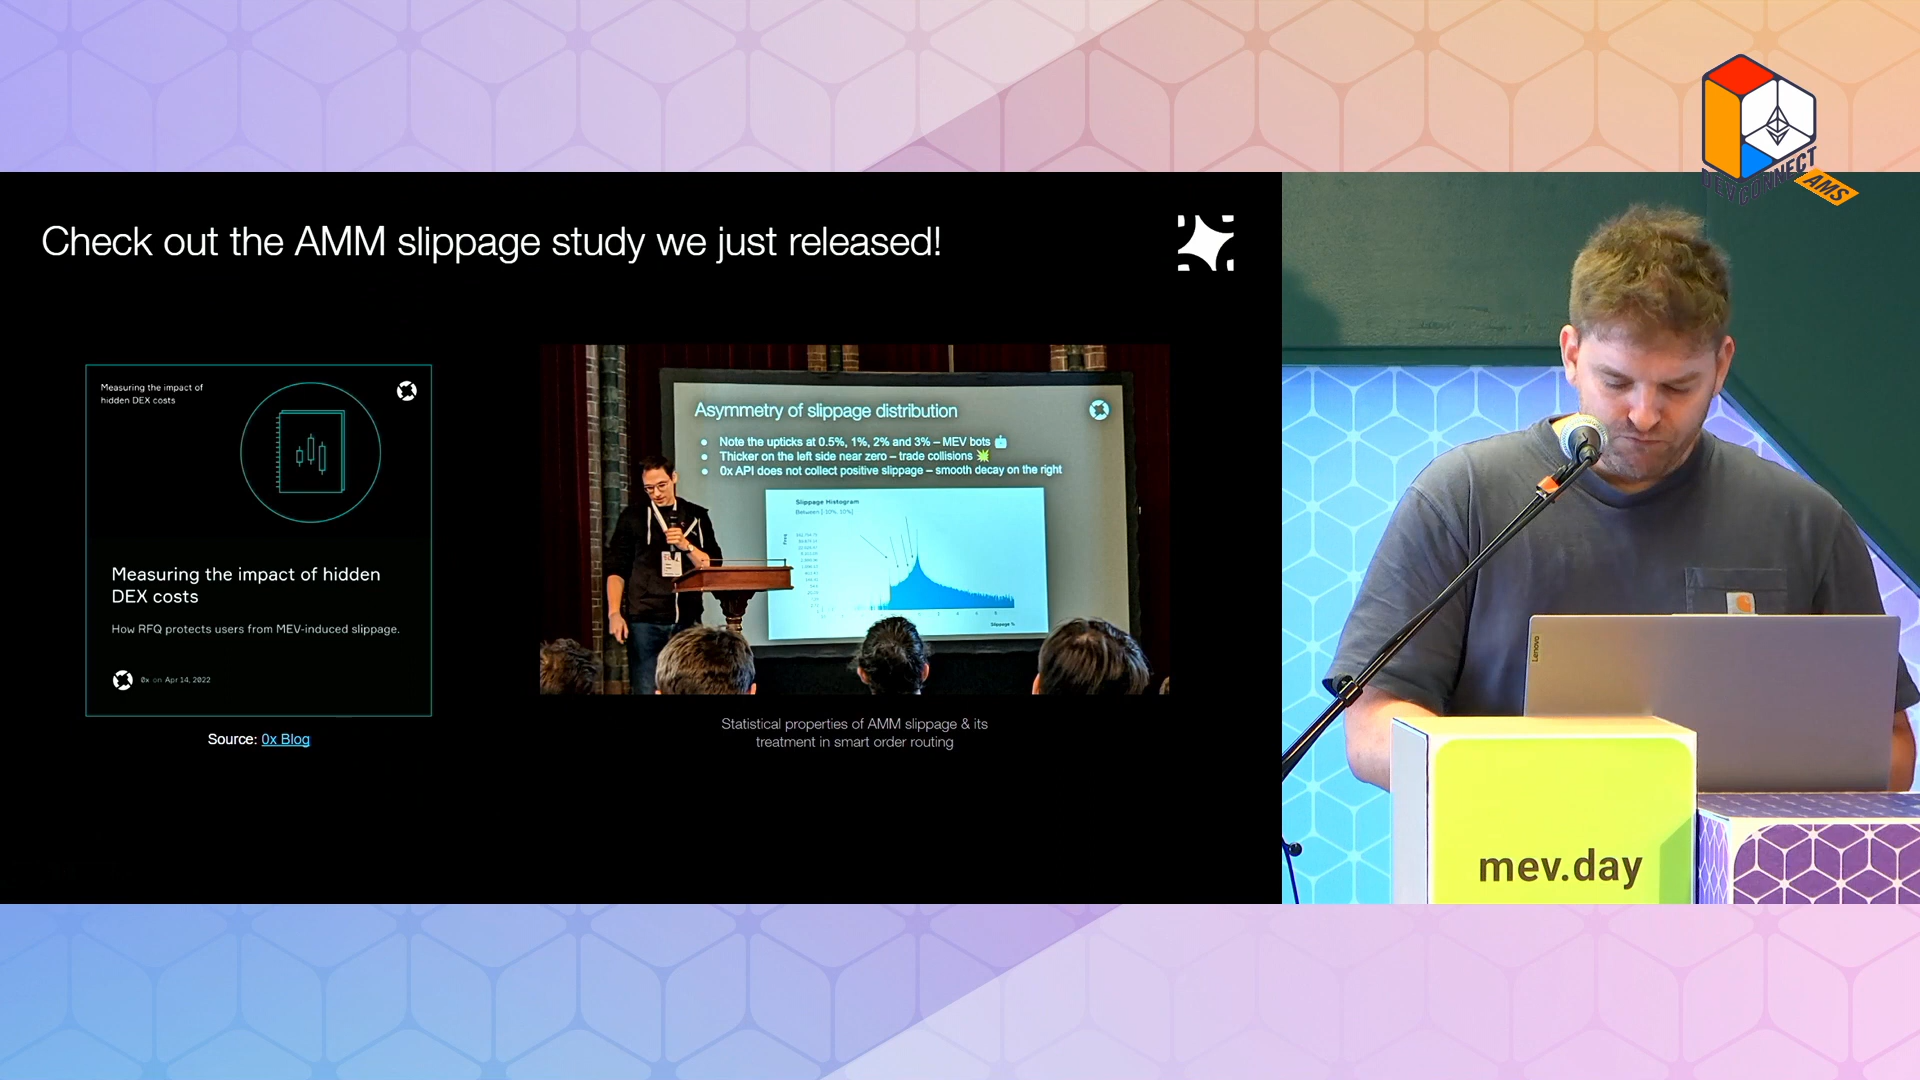 DEVCONNECT
AMS
Check out the AMM slippage study we just released!
Measuring the impact of
hidden DEX costs
Measuring the impact of hidden
DEX costs
How RFQ protects users from MEV-induced slippage.
0x on Apr 14, 2022
Source: 0x Blog
Asymmetry of slippage distribution
Note the upticks at 0.5%, 1%, 2% and 3% – MEV bots
Thicker on the left side near zero – trade collisions
0x API does not collect positive slippage – smooth decay on the right
Slippage Histogram
Slippage %
Statistical properties of AMM slippage & its
treatment in smart order routing
Lenovo
mev.day